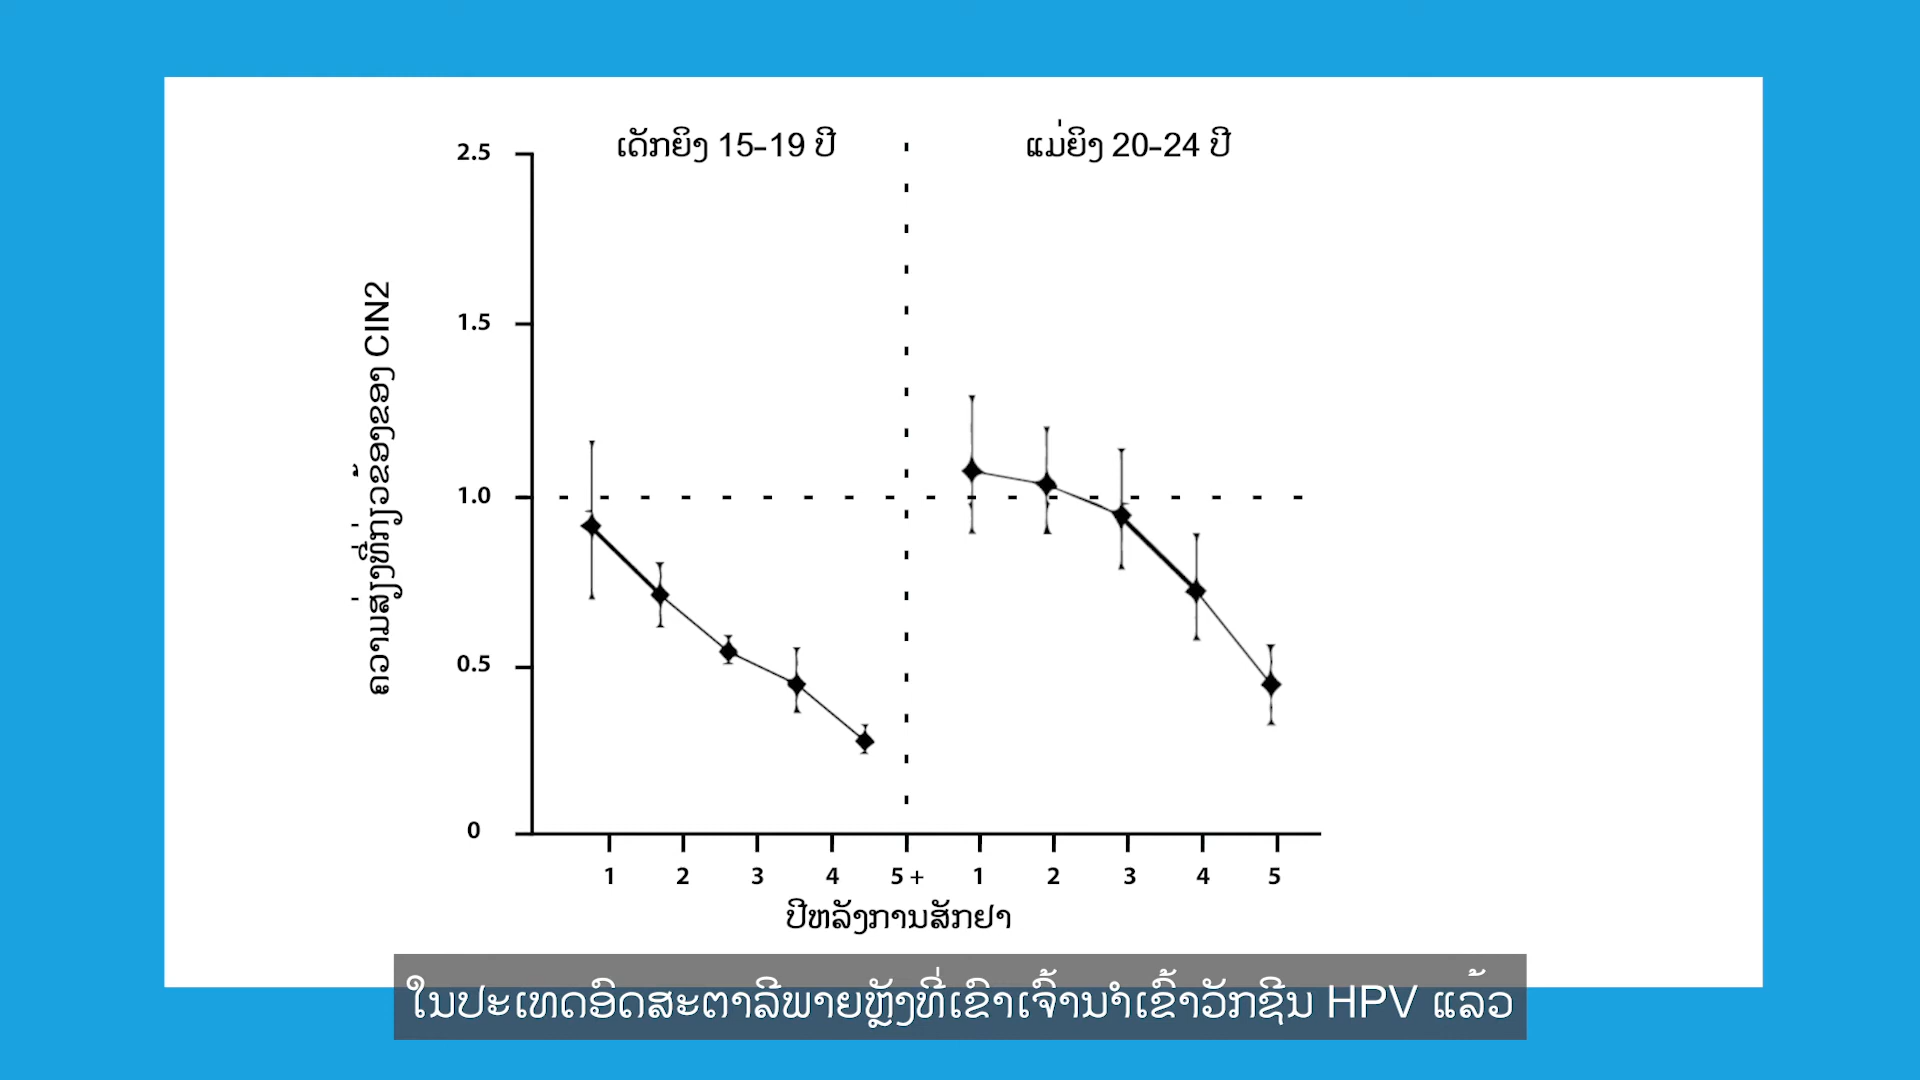 ເດັກຍິງ 15-19 ປີ
ແມ່ຍິງ 20-24 ປີ
2.5
1.5
1.0
0.5
0
ຄວາມສ່ຽງທີ່ກ່ຽວຂ້ອງຂອງ CIN2
1 2 3 4 5+ 1 2 3 4 5
ປີຫລັງການສັກຢາ
ໃນປະເທດອົດສະຕາລີພາຍຫຼັງທີ່ເຂົາເຈົ້ານຳເຂົ້າວັກຊີນ HPV ແລ້ວ